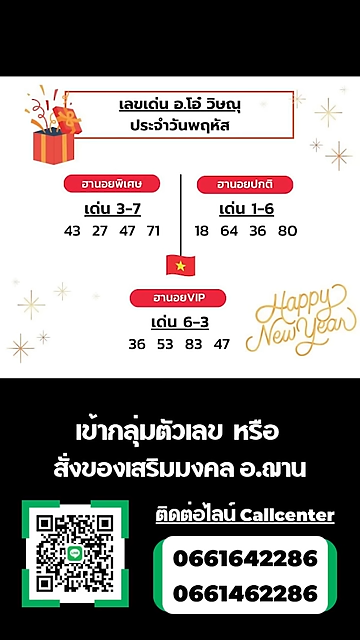 เลขเด่น อ.โอ๋ วิษณุ
ประจำวันพฤหัส
ฮานอยพิเศษ
เด่น 3-7
43 27 47 71
ฮานอยปกติ
เด่น 1-6
18 64 36 80
ฮานอยVIP
เด่น 6-3
36 53 83 47
Happy
New Year
เข้ากลุ่มตัวเลข หรือ
สั่งของเสริมมงคล อ.ฌาน
ติดต่อไลน์ Callcenter
0661642286
0661462286